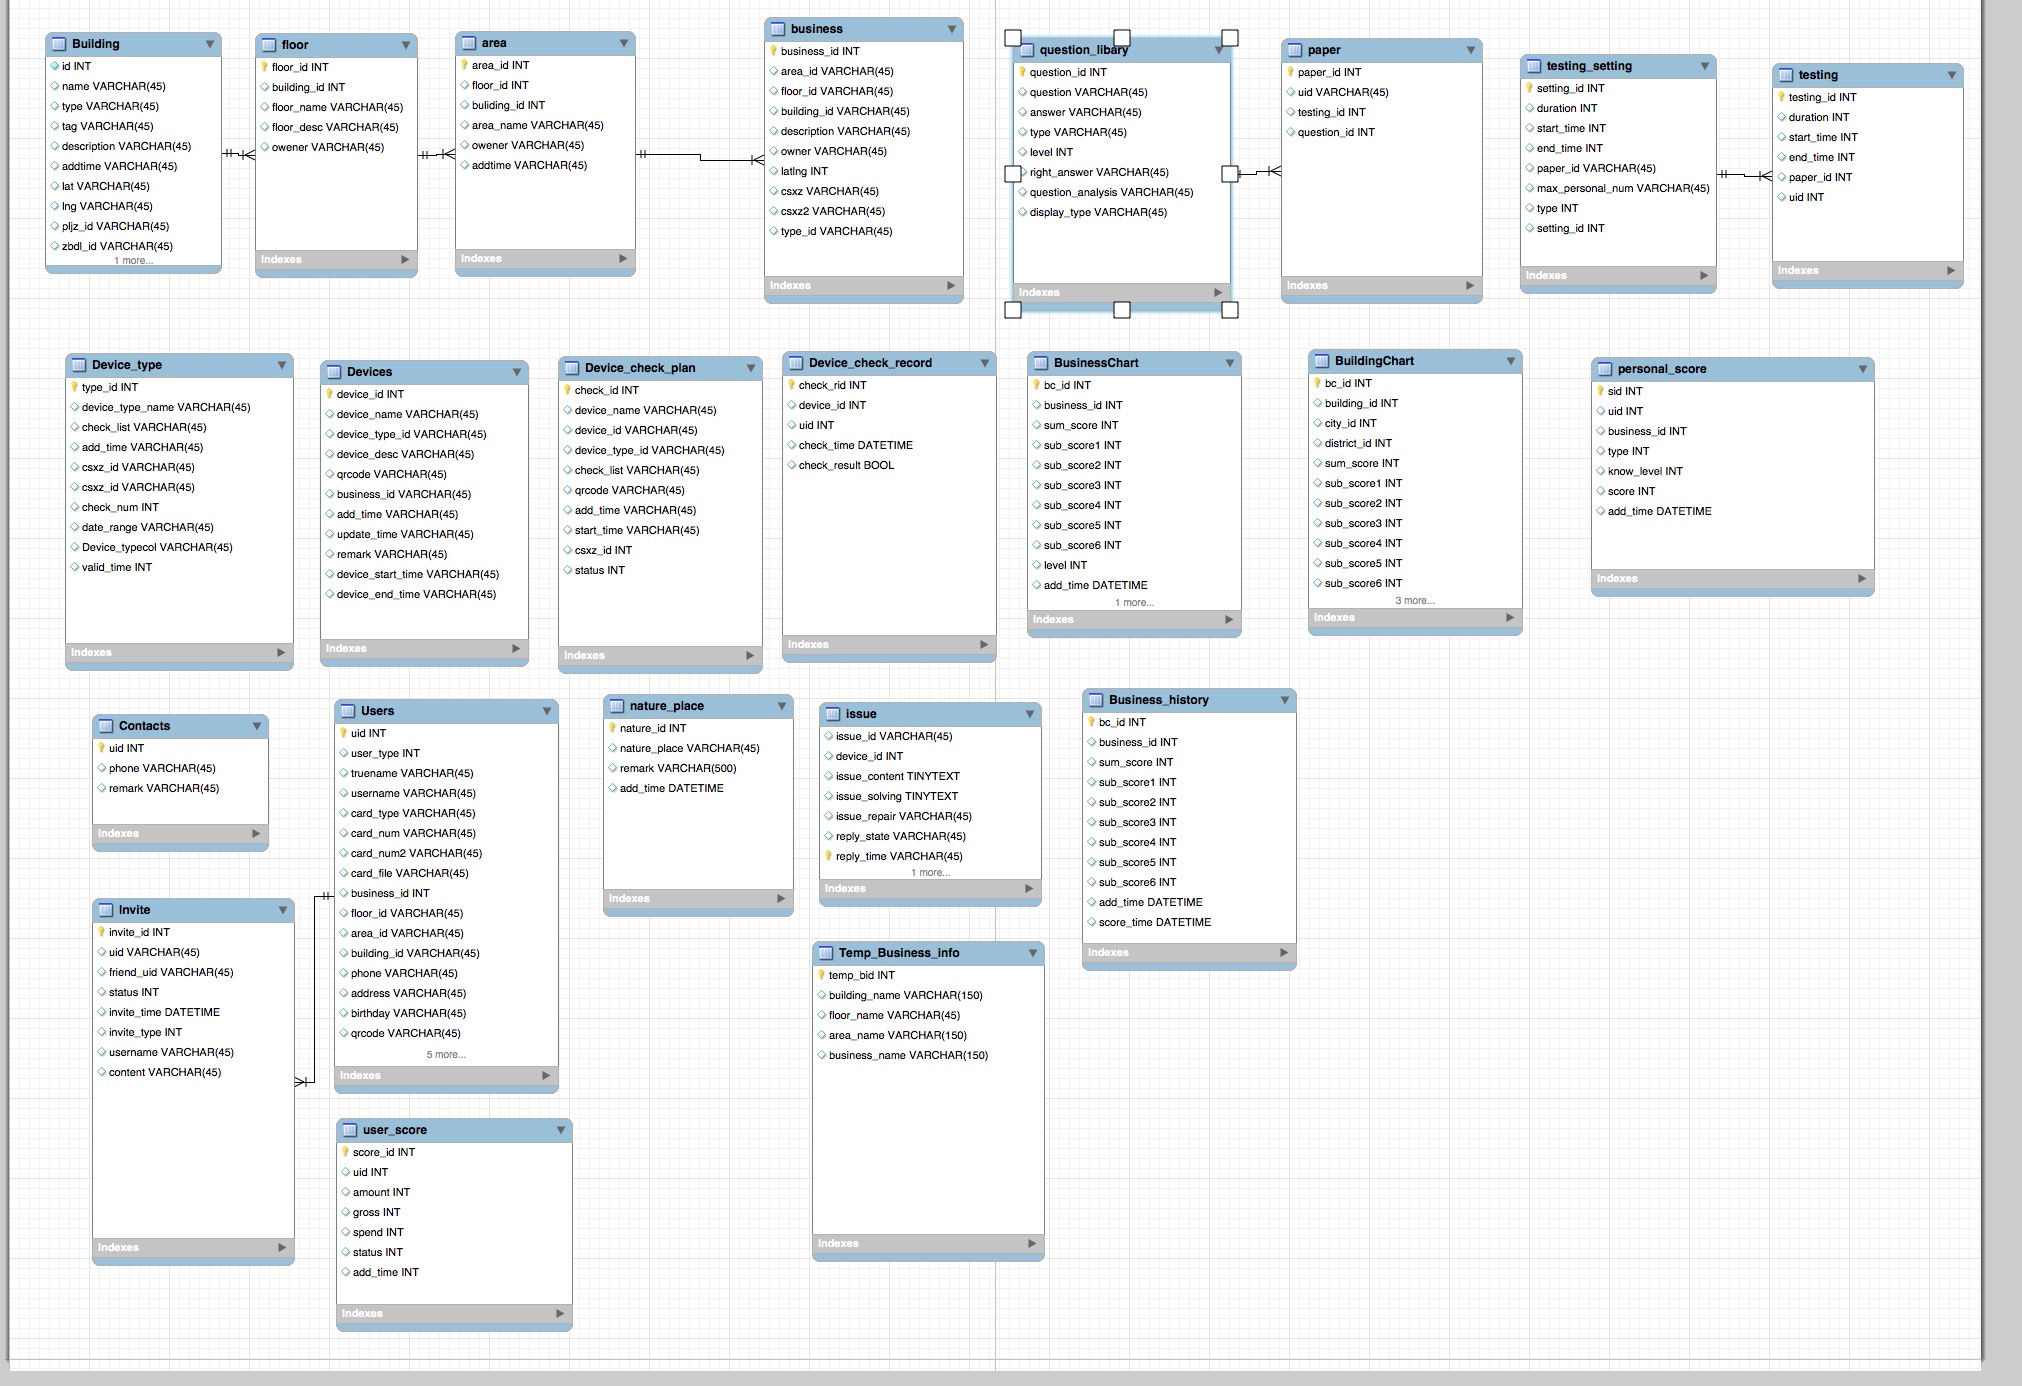 Building
id INT
name VARCHAR(45)
type VARCHAR(45)
tag VARCHAR(45)
description VARCHAR(45)
addtime VARCHAR(45)
lat VARCHAR(45)
lng VARCHAR(45)
pljz_id VARCHAR(45)
zbdl_id VARCHAR(45)
1 more...
floor
floor_id INT
building_id INT
floor_name VARCHAR(45)
floor_desc VARCHAR(45)
owener VARCHAR(45)
Indexes
area
area_id INT
floor_id INT
buliding_id INT
area_name VARCHAR(45)
owener VARCHAR(45)
addtime VARCHAR(45)
Indexes
business
business_id INT
area_id VARCHAR(45)
floor_id VARCHAR(45)
building_id VARCHAR(45)
description VARCHAR(45)
owner VARCHAR(45)
latlng INT
csxz VARCHAR(45)
csxz2 VARCHAR(45)
type_id VARCHAR(45)
Indexes
question_libary
question_id INT
question VARCHAR(45)
answer VARCHAR(45)
type VARCHAR(45)
level INT
right_answer VARCHAR(45)
question_analysis VARCHAR(45)
display_type VARCHAR(45)
Indexes
paper
paper_id INT
uid VARCHAR(45)
testing_id INT
question_id INT
Indexes
testing_setting
setting_id INT
duration INT
start_time INT
end_time INT
paper_id VARCHAR(45)
max_personal_num VARCHAR(45)
type INT
setting_id INT
Indexes
testing
testing_id INT
duration INT
start_time INT
end_time INT
paper_id INT
uid INT
Indexes
Device_type
type_id INT
device_type_name VARCHAR(45)
check_list VARCHAR(45)
add_time VARCHAR(45)
csxz_id VARCHAR(45)
csxz_id VARCHAR(45)
check_num INT
date_range VARCHAR(45)
Device_typecol VARCHAR(45)
valid_time INT
Indexes
Devices
device_id INT
device_name VARCHAR(45)
device_type_id VARCHAR(45)
device_desc VARCHAR(45)
qrcode VARCHAR(45)
business_id VARCHAR(45)
add_time VARCHAR(45)
update_time VARCHAR(45)
remark VARCHAR(45)
device_start_time VARCHAR(45)
device_end_time VARCHAR(45)
Indexes
Device_check_plan
check_id INT
device_name VARCHAR(45)
device_id VARCHAR(45)
device_type_id VARCHAR(45)
check_list VARCHAR(45)
qrcode VARCHAR(45)
add_time VARCHAR(45)
start_time VARCHAR(45)
csxz_id INT
status INT
Indexes
Device_check_record
check_rid INT
device_id INT
uid INT
check_time DATETIME
check_result BOOL
Indexes
BusinessChart
bc_id INT
business_id INT
sum_score INT
sub_score1 INT
sub_score2 INT
sub_score3 INT
sub_score4 INT
sub_score5 INT
sub_score6 INT
level INT
add_time DATETIME
1 more...
Indexes
BuildingChart
bc_id INT
building_id INT
city_id INT
district_id INT
sum_score INT
sub_score1 INT
sub_score2 INT
sub_score3 INT
sub_score4 INT
sub_score5 INT
sub_score6 INT
3 more...
Indexes
personal_score
sid INT
uid INT
business_id INT
type INT
know_level INT
score INT
add_time DATETIME
Indexes
Contacts
uid INT
phone VARCHAR(45)
remark VARCHAR(45)
Indexes
Users
uid INT
user_type INT
truename VARCHAR(45)
username VARCHAR(45)
card_type VARCHAR(45)
card_num VARCHAR(45)
card_num2 VARCHAR(45)
card_file VARCHAR(45)
business_id INT
floor_id VARCHAR(45)
area_id VARCHAR(45)
building_id VARCHAR(45)
phone VARCHAR(45)
address VARCHAR(45)
birthday VARCHAR(45)
qrcode VARCHAR(45)
5 more...
Indexes
nature_place
nature_id INT
nature_place VARCHAR(45)
remark VARCHAR(500)
add_time DATETIME
Indexes
issue
issue_id VARCHAR(45)
device_id INT
issue_content TINYTEXT
issue_solving TINYTEXT
issue_repair VARCHAR(45)
reply_state VARCHAR(45)
reply_time VARCHAR(45)
1 more...
Indexes
Business_history
bc_id INT
business_id INT
sum_score INT
sub_score1 INT
sub_score2 INT
sub_score3 INT
sub_score4 INT
sub_score5 INT
sub_score6 INT
add_time DATETIME
score_time DATETIME
Indexes
Invite
invite_id INT
uid VARCHAR(45)
friend_uid VARCHAR(45)
status INT
invite_time DATETIME
invite_type INT
username VARCHAR(45)
content VARCHAR(45)
Indexes
Temp_Business_info
temp_bid INT
building_name VARCHAR(150)
floor_name VARCHAR(45)
area_name VARCHAR(150)
business_name VARCHAR(150)
Indexes
user_score
score_id INT
uid INT
amount INT
gross INT
spend INT
status INT
add_time INT
Indexes